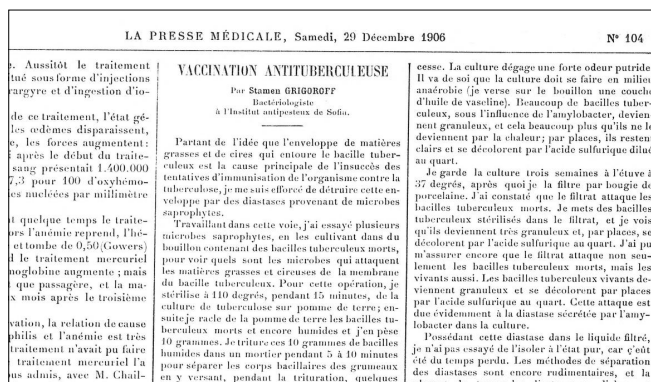 LA PRESSE MÉDICALE, Samedi, 29 Décembre 1906
N° 104
e. Aussitôt le traitement
tué sous forme d'injections
rargyre et d'ingestion d'io-
de ce traitement, l'état gé-
les œdèmes disparaissent,
e, les forces augmentent:
i après le début du traite-
sang présentait 1.400.000
7,3 pour 100 d'oxyhémo-
es nucléées par millimètre
t quelque temps le traite-
ors l'anémie reprend, l'hé-
et tombe de 0,50 (Gowers)
d le traitement mercuriel
moglobine augmente; mais
t que passagère, et la ma-
x mois après le troisième
vation, la relation de cause
philis et l'anémie est très
traitement n'avait pu faire
traitement mercuriel l'a
ous admis, avec M. Chail-
VACCINATION ANTITUBERCULEUSE
Par Stamen GRIGOROFF
Bactériologiste
à l'Institut antipesteux de Sofia.
Partant de l'idée que l'enveloppe de matières
grasses et de cires qui entoure le bacille tuber-
culeux est la cause principale de l'insuccès des
tentatives d'immunisation de l'organisme contre la
tuberculose, je me suis efforcé de détruire cette en-
veloppe par des diastases provenant de microbes
saprophytes.
Travaillant dans cette voie, j'ai essayé plusieurs
microbes saprophytes, en les cultivant dans du
bouillon contenant des bacilles tuberculeux morts,
pour voir quels sont les microbes qui attaquent
les matières grasses et cireuses de la membrane
du bacille tuberculeux. Pour cette opération, je
stérilise à 110 degrés, pendant 15 minutes, de la
culture de tuberculose sur pomme de terre; en-
suite je racle de la pomme de terre les bacilles tu-
berculeux morts et encore humides et j'en pèse
10 grammes. Je triture ces 10 grammes de bacilles
humides dans un mortier pendant 5 à 10 minutes
pour séparer les corps bacillaires des grumeaux
en y versant, pendant la trituration, quelques
cesse. La culture dégage une forte odeur putride.
Il va de soi que la culture doit se faire en milieu
anaérobie (je verse sur le bouillon une couche
d'huile de vaseline). Beaucoup de bacilles tuber-
culeux, sous l'influence de l'amylobacter, devien-
nent granuleux, et cela beaucoup plus qu'ils ne le
deviennent par la chaleur; par places, ils restent
clairs et se décolorent par l'acide sulfurique dilué
au quart.
Je garde la culture trois semaines à l'étuve à
37 degrés, après quoi je la filtre par bougie de
porcelaine. J'ai constaté que le filtrat attaque les
bacilles tuberculeux morts. Je mets des bacilles
tuberculeux stérilisés dans le filtrat, et je vois
qu'ils deviennent très granuleux et, par places, se
décolorent par l'acide sulfurique au quart. J'ai pu
m'assurer encore que le filtrat attaque non seu-
lement les bacilles tuberculeux morts, mais les
vivants aussi. Les bacilles tuberculeux vivants de-
viennent granuleux et se décolorent par places
par l'acide sulfurique au quart. Cette attaque est
due évidemment à la diastase sécrétée par l'amy-
lobacter dans la culture.
Possédant cette diastase dans le liquide filtré,
je n'ai pas essayé de l'isoler à l'état pur, car c'eût
été du temps perdu. Les méthodes de séparation
des diastases sont encore rudimentaires, et la